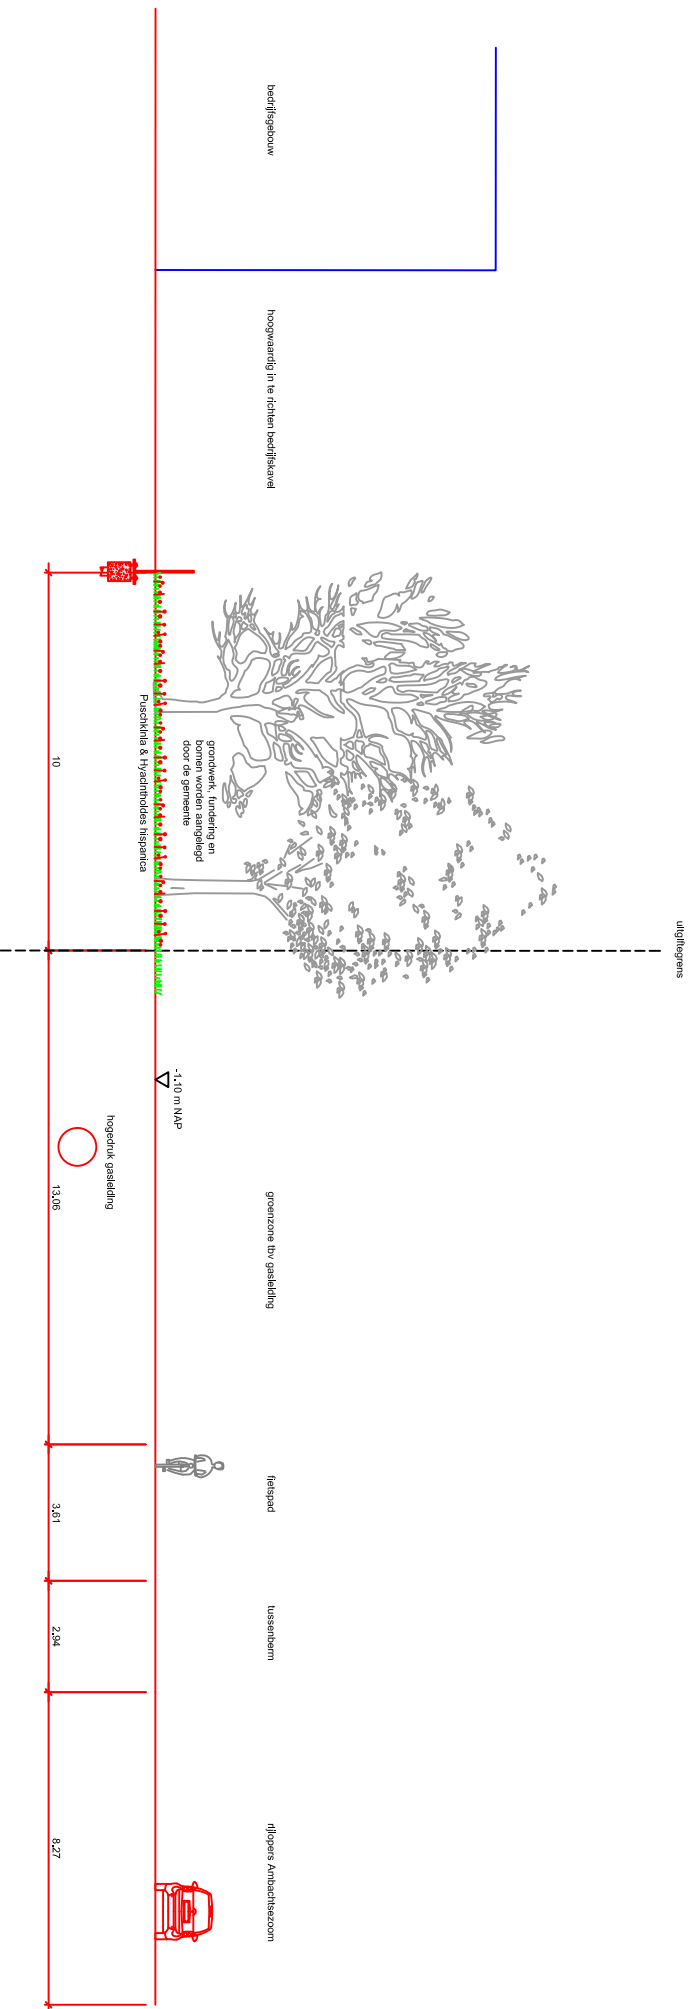 uitgiftegrens
bedrijfsgebouw
hoogwaardig in te richten bedrijfskavel
groenzone tbv gasleiding
fietspad
tussenberm
rijlopers Ambachtsezoom
grondwerk, fundering en
bomen worden aangelegd
door de gemeente
-1.10 m NAP
Puschkinia & Hyacinthoides hispanica
hogedruk gasleiding
10
13.06
3.61
2.94
8.27